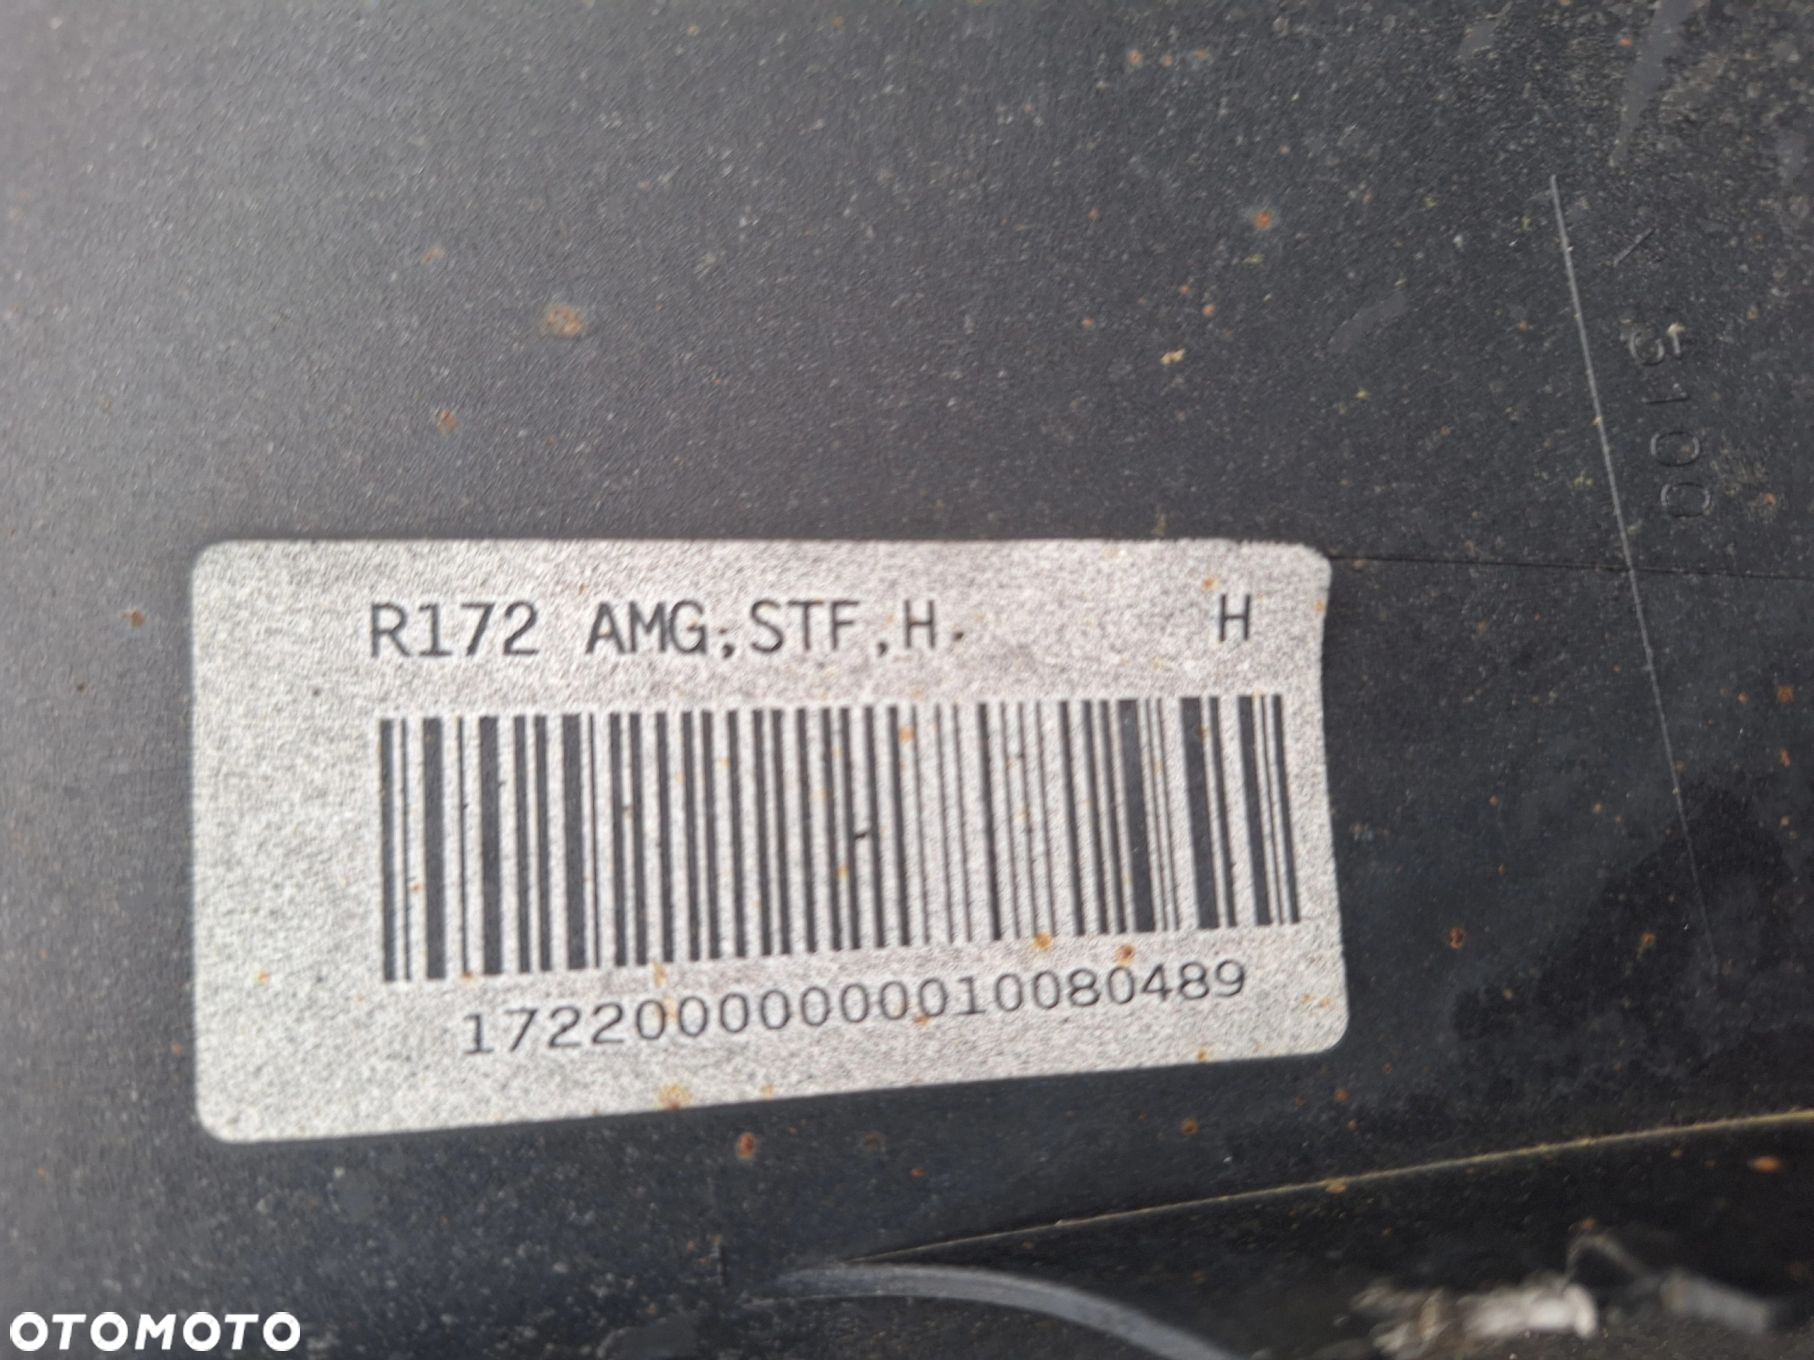 R172 AMG,STF,H. H
17220000000010080489
5100
OTOMOTO